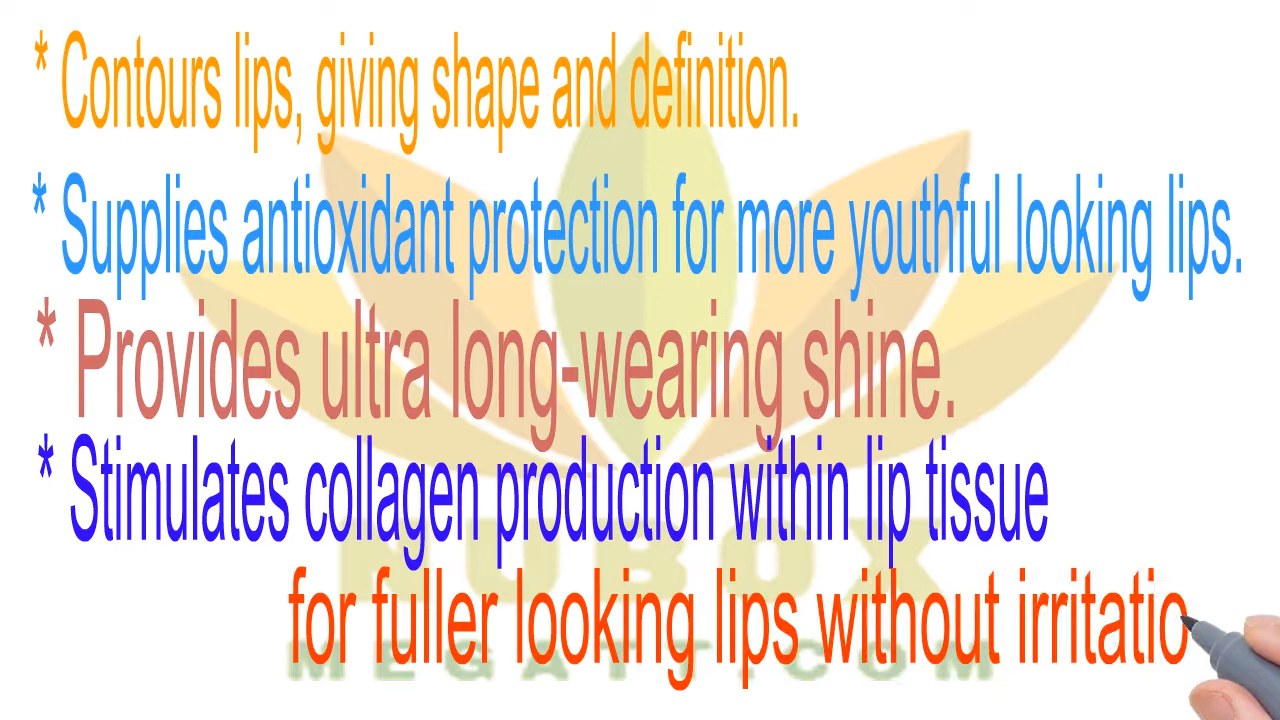 * Contours lips, giving shape and definition.
* Supplies antioxidant protection for more youthful looking lips.
* Provides ultra long-wearing shine.
* Stimulates collagen production within lip tissue
for fuller looking lips without irritatio